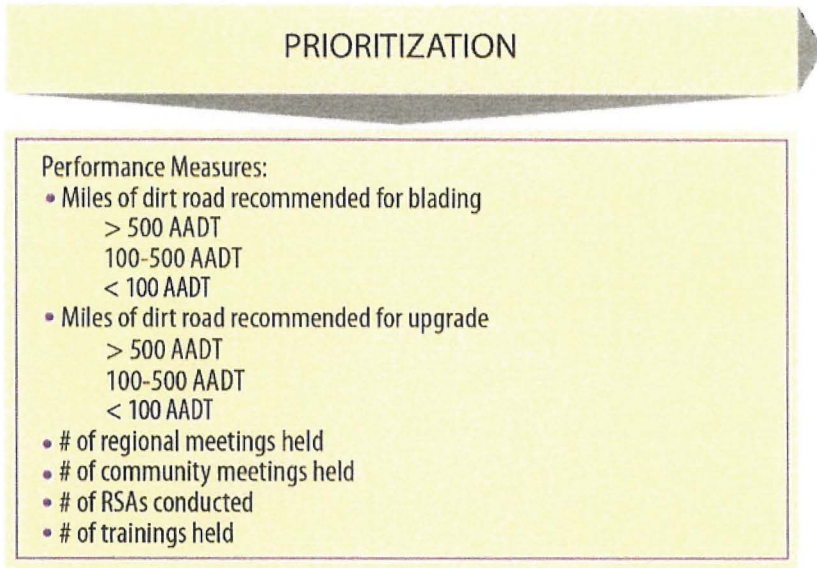 PRIORITIZATION
Performance Measures:
• Miles of dirt road recommended for blading
> 500 AADT
100-500 AADT
< 100 AADT
• Miles of dirt road recommended for upgrade
> 500 AADT
100-500 AADT
< 100 AADT
• # of regional meetings held
• # of community meetings held
• # of RSAs conducted
• # of trainings held